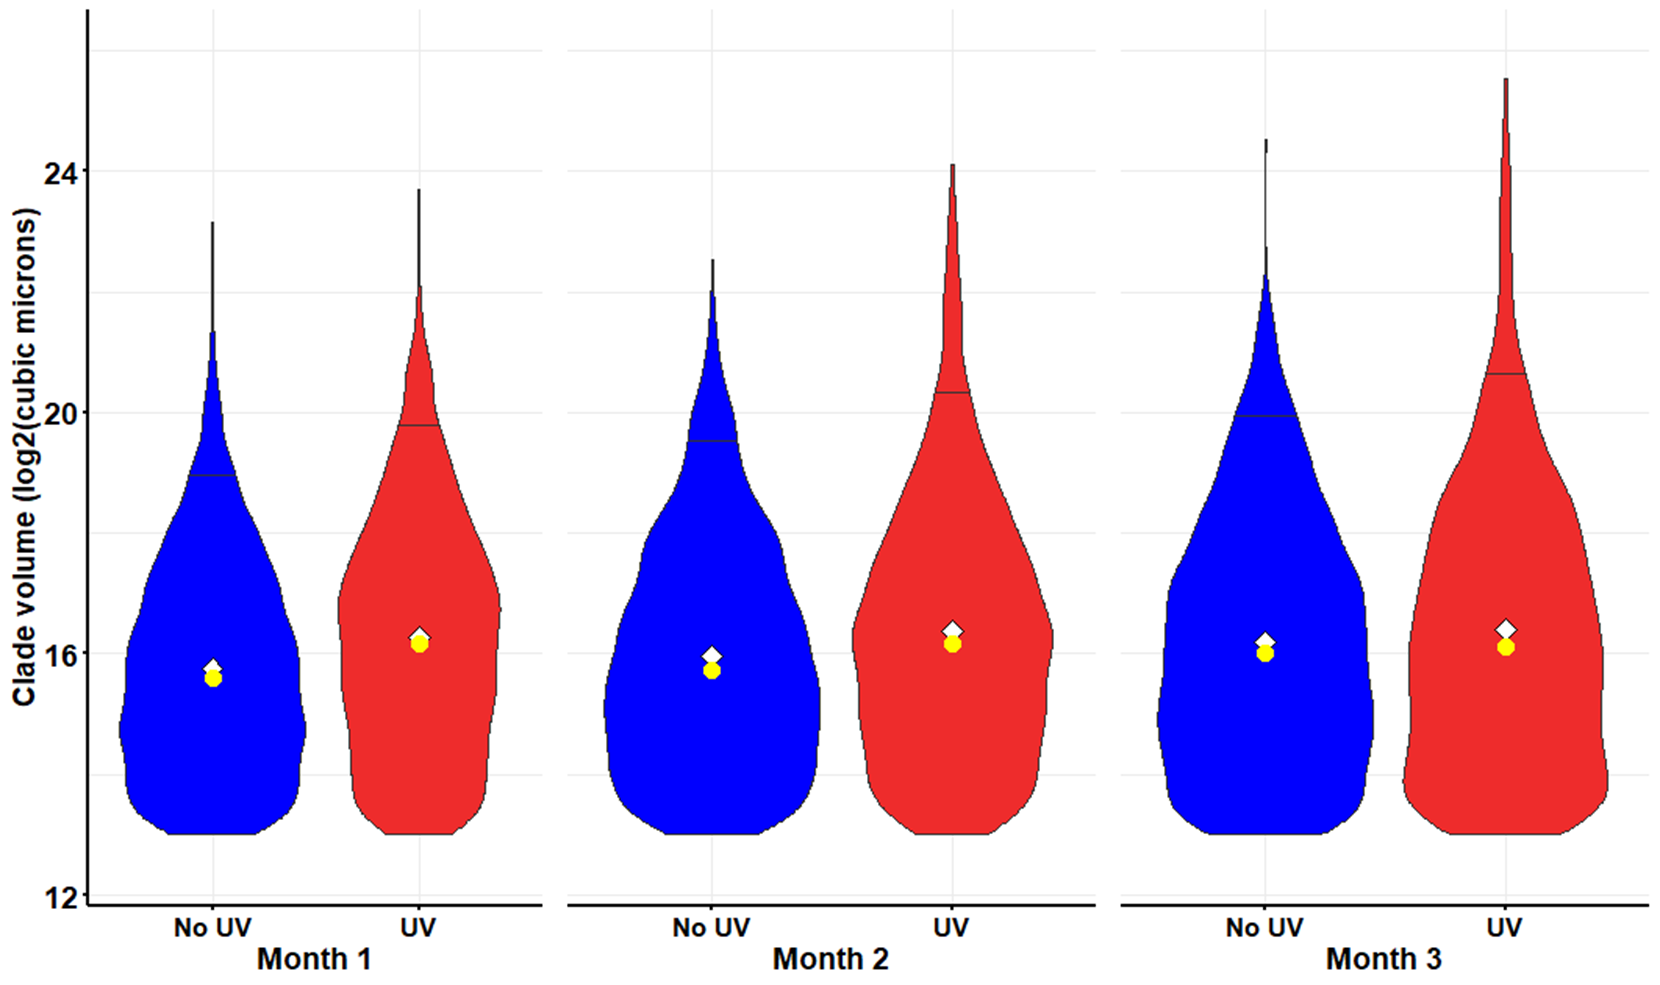 Clade volume (log2(cubic microns)
24
20
16
12
No UV UV No UV UV No UV UV
Month 1 Month 2 Month 3